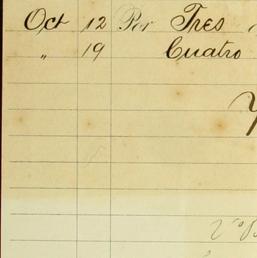 Oct 12 Por Tres
" 19 Cuatro